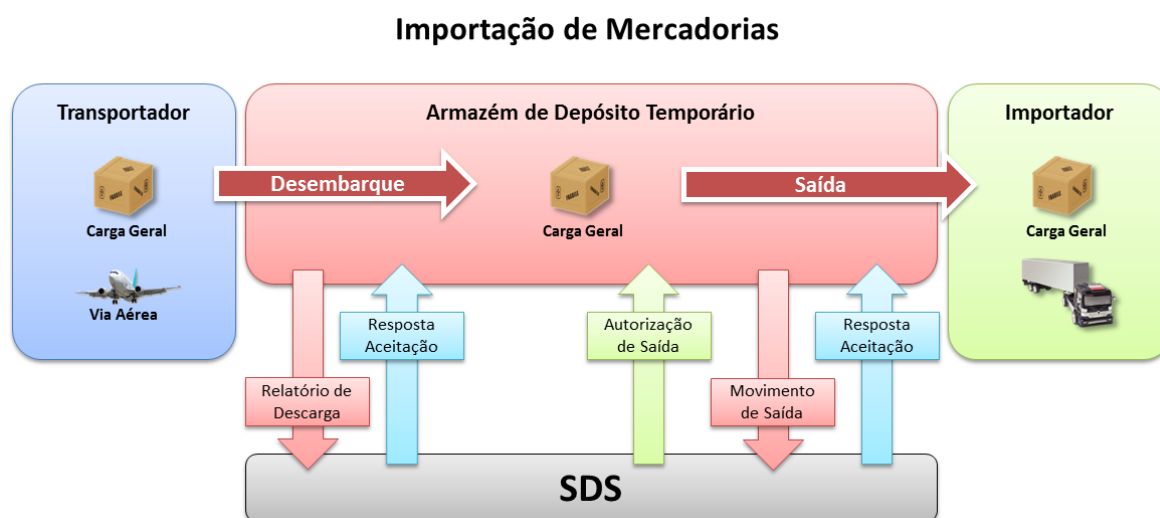 Importação de Mercadorias
Transportador
Carga Geral
Via Aérea
Armazém de Depósito Temporário
Desembarque
Carga Geral
Saída
Importador
Carga Geral
Relatório de
Descarga
Resposta
Aceitação
Autorização
de Saída
Movimento
de Saída
Resposta
Aceitação
SDS